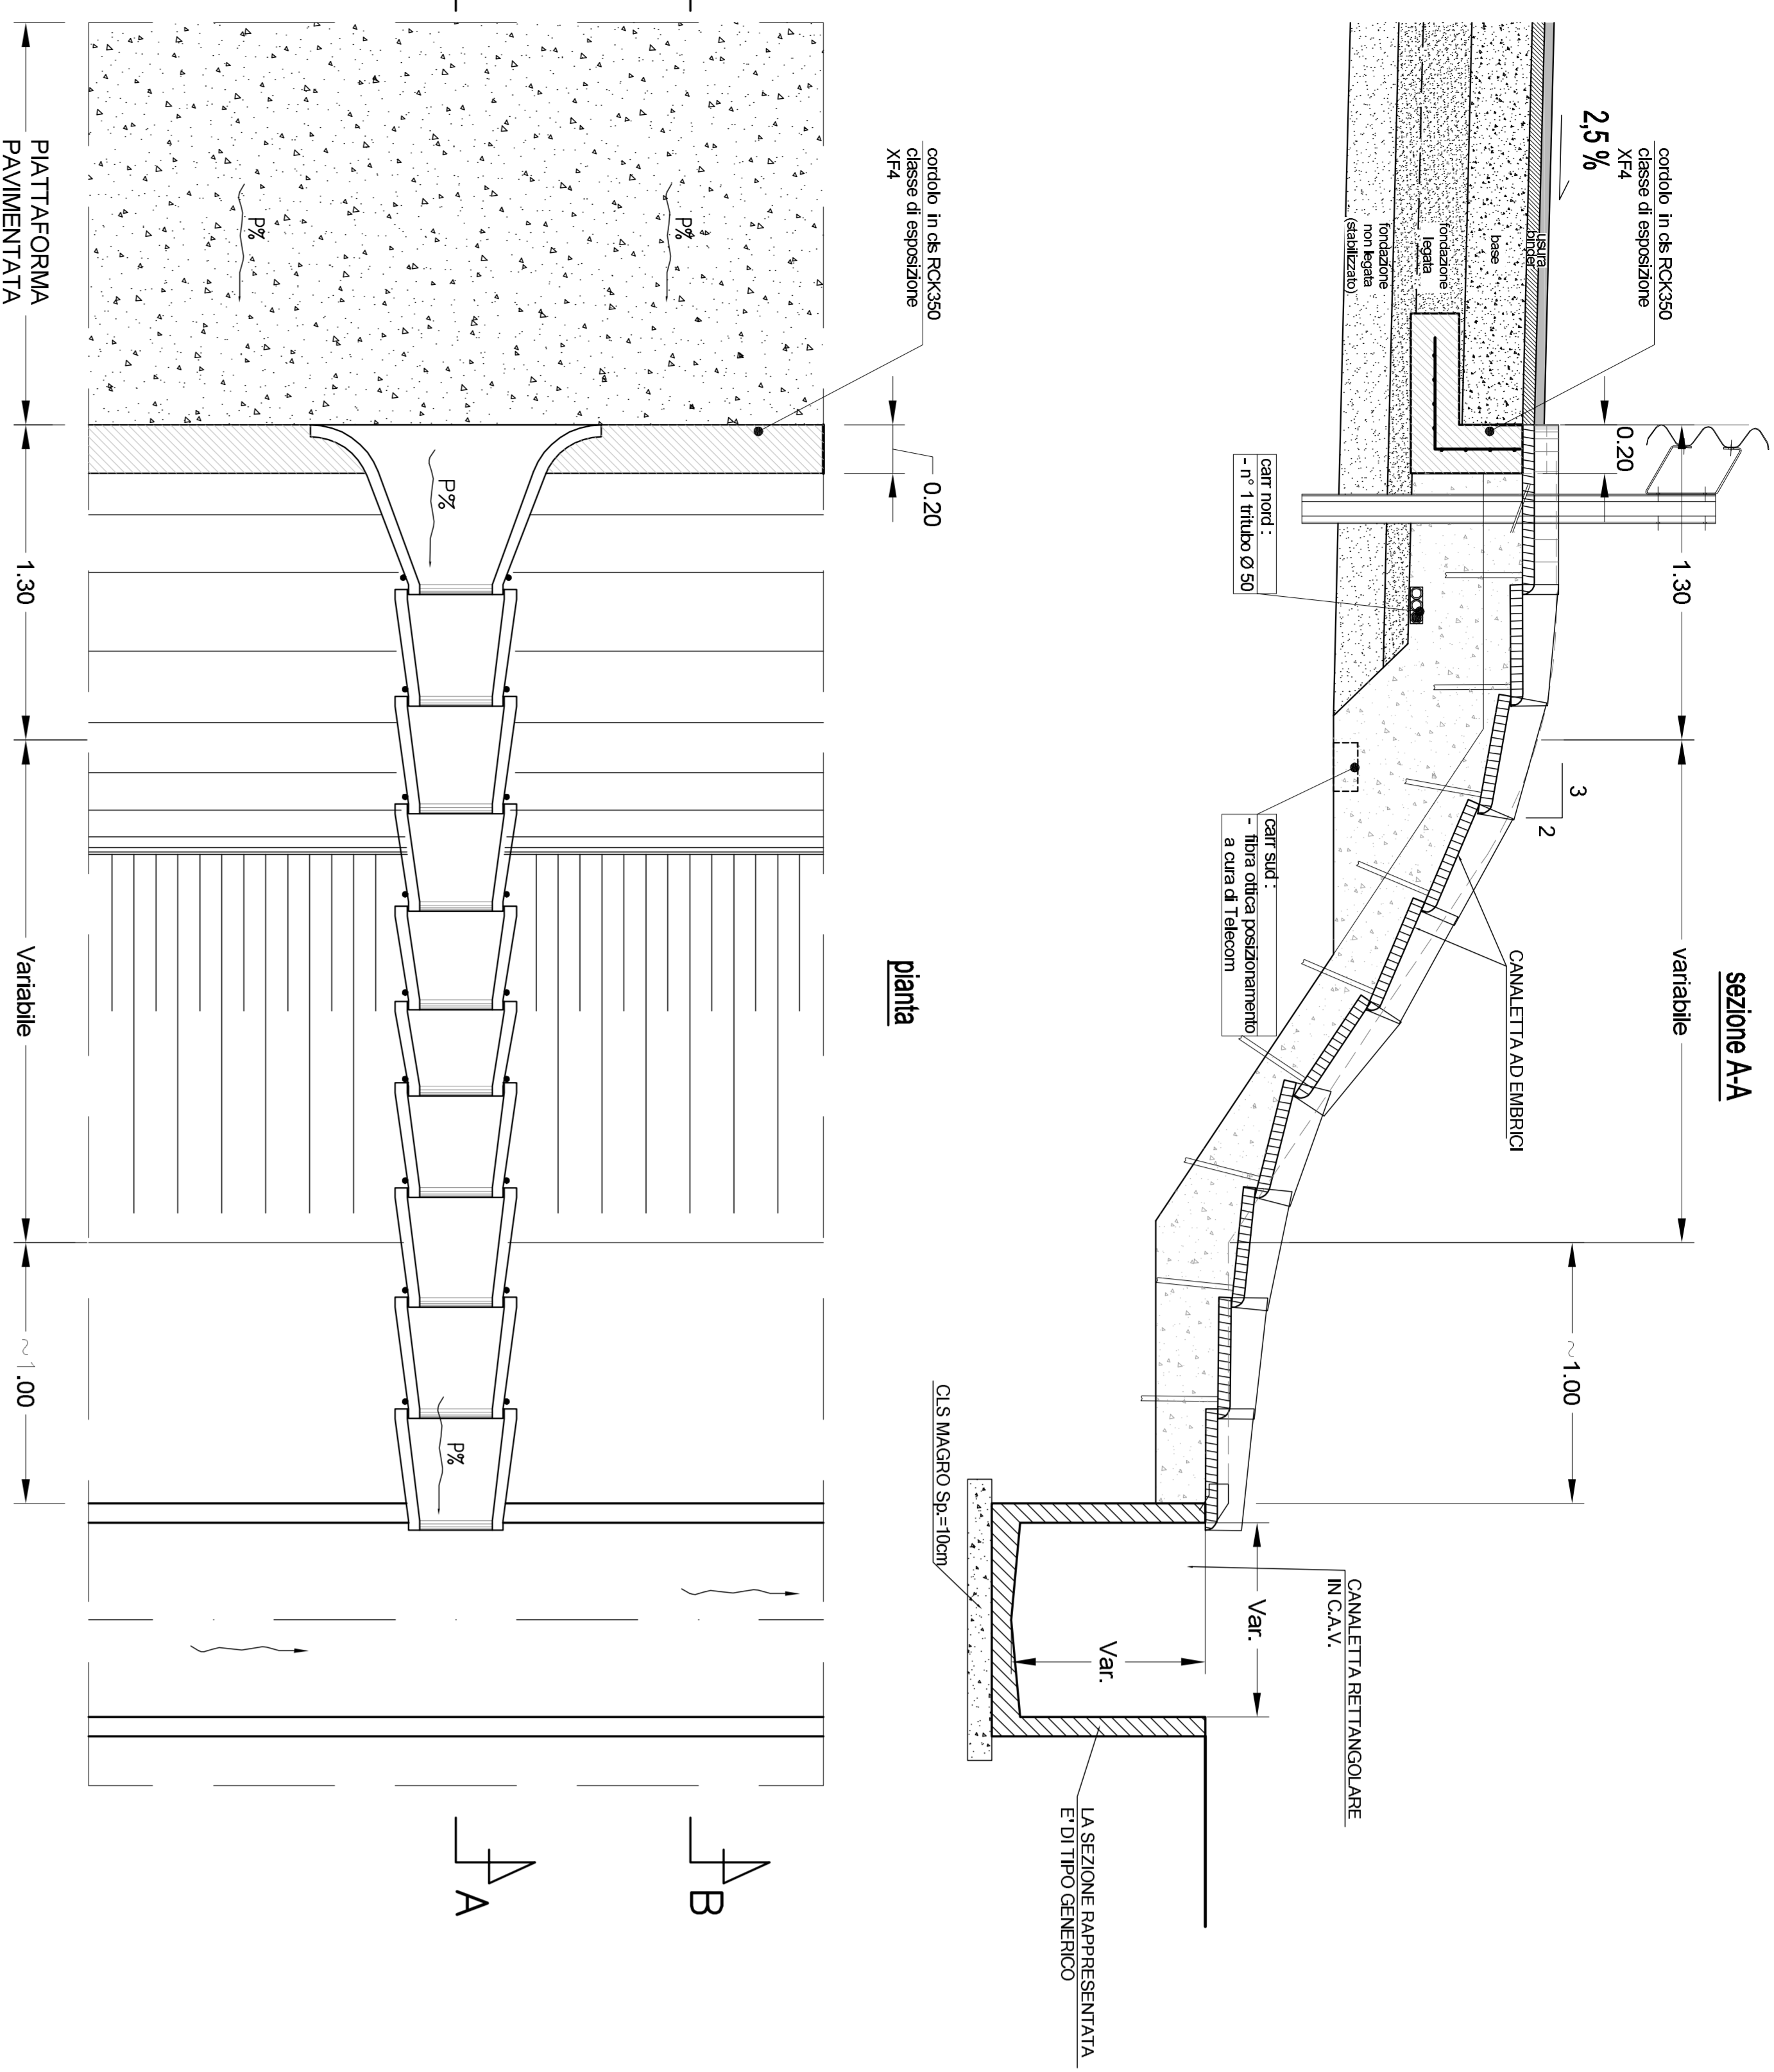 sezione A-A
cordolo in cls RCK350
classe di esposizione
XF4
2,5 %
0.20
1.30
variabile
~1.00
3
2
usura
binder
base
fondazione
legata
fondazione
non legata
(stabilizzato)
CANALETTA AD EMBRICI
carr nord :
- n° 1 tritubo Ø 50
carr sud :
- fibra ottica posizionamento
a cura di Telecom
CANALETTA RETTANGOLARE
IN C.A.V.
Var.
Var.
LA SEZIONE RAPPRESENTATA
E' DI TIPO GENERICO
CLS MAGRO Sp.=10cm
pianta
cordolo in cls RCK350
classe di esposizione
XF4
0.20
P%
P%
P%
P%
B
A
PIATTAFORMA
PAVIMENTATA
1.30
Variabile
~1.00